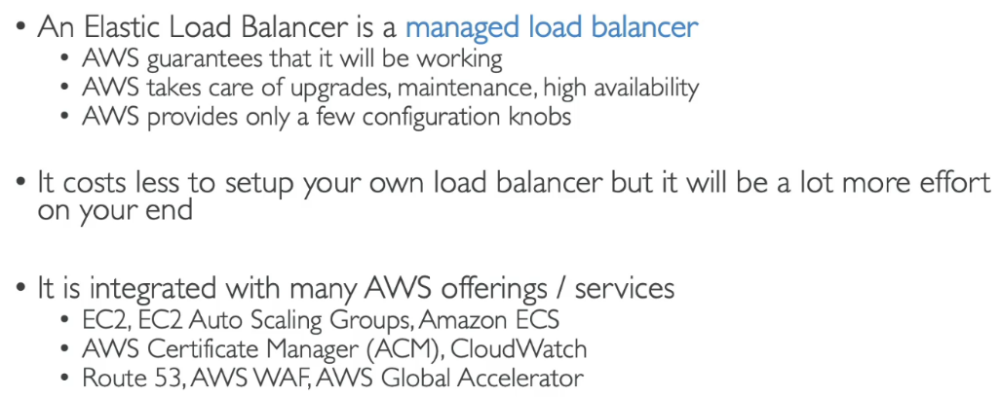 • An Elastic Load Balancer is a managed load balancer
• AWS guarantees that it will be working
• AWS takes care of upgrades, maintenance, high availability
• AWS provides only a few configuration knobs
• It costs less to setup your own load balancer but it will be a lot more effort
on your end
• It is integrated with many AWS offerings / services
• EC2, EC2 Auto Scaling Groups, Amazon ECS
• AWS Certificate Manager (ACM), CloudWatch
• Route 53, AWS WAF, AWS Global Accelerator